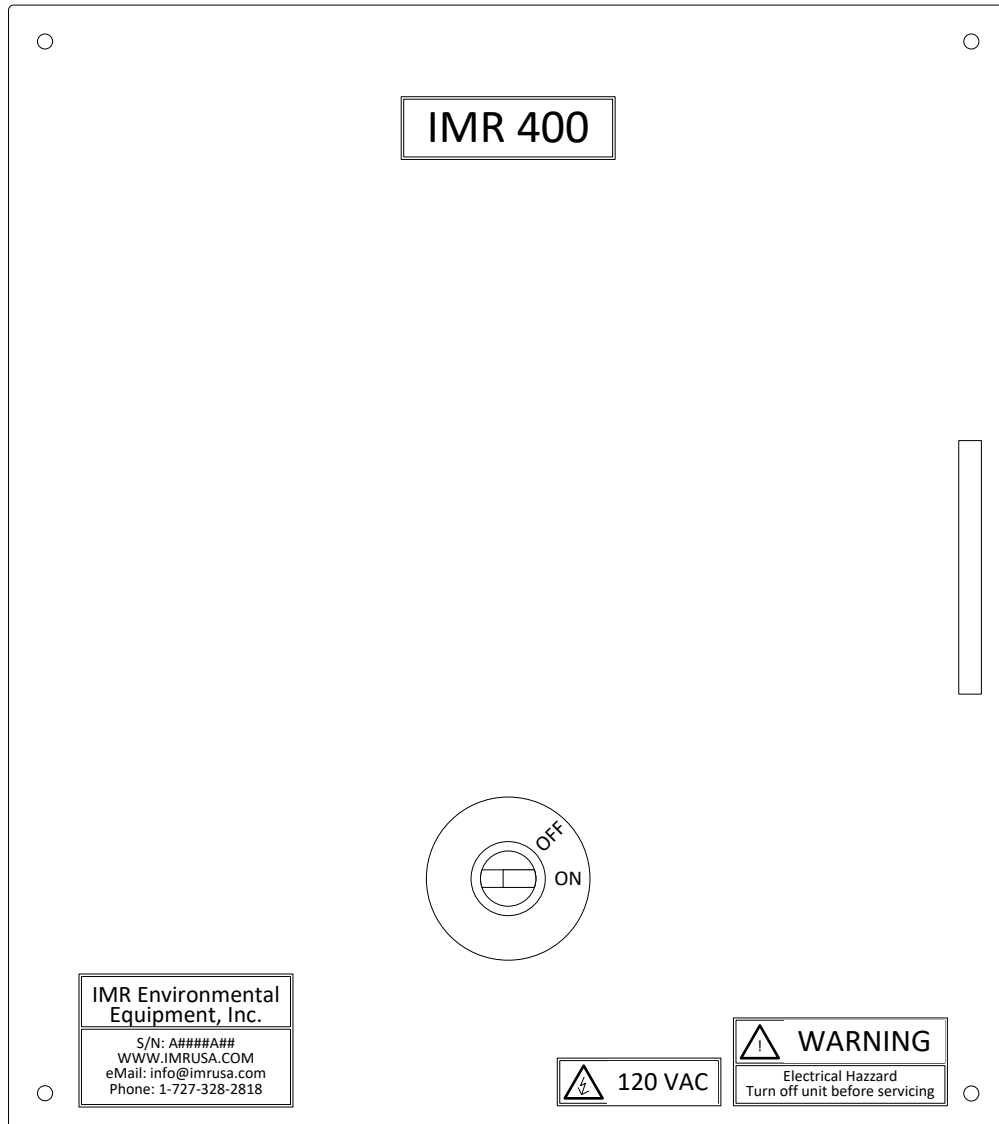 IMR 400
OFF
ON
IMR Environmental
Equipment, Inc.
S/N: A####A##
WWW.IMRUSA.COM
eMail: info@imrusa.com
Phone: 1-727-328-2818
120 VAC
! WARNING
Electrical Hazzard
Turn off unit before servicing